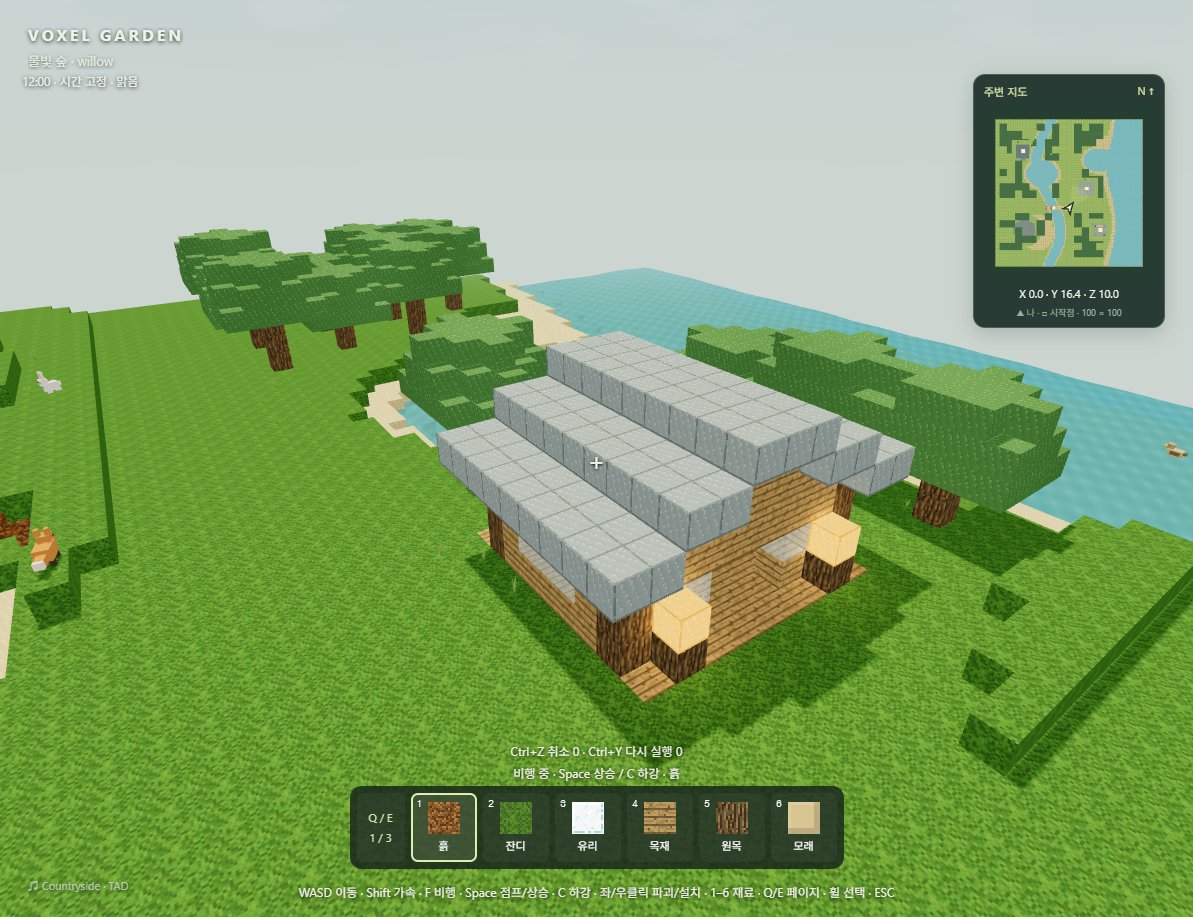 VOXEL GARDEN
물빛 숲 · willow
12:00 · 시간 고정 · 맑음
주변 지도 N ↑
X 0.0 · Y 16.4 · Z 10.0
▲ 나 · □ 시작점 · 100 × 100
Ctrl+Z 취소 0 · Ctrl+Y 다시 실행 0
비행 중 · Space 상승 / C 하강 · 흙
Q / E
1 / 3
1 흙
2 잔디
3 유리
4 목재
5 원목
6 모래
♫ Countryside · TAD
WASD 이동 · Shift 가속 · F 비행 · Space 점프/상승 · C 하강 · 좌/우클릭 파괴/설치 · 1–6 재료 · Q/E 페이지 · 휠 선택 · ESC